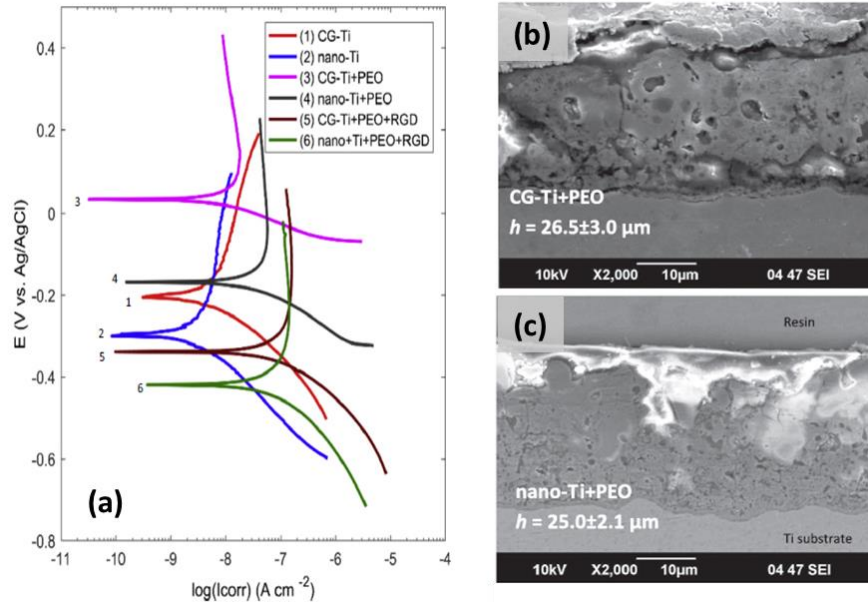 (a)
E (V vs. Ag/AgCl)
0.4
0.2
0
-0.2
-0.4
-0.6
-0.8
-11
-10
-9
-8
-7
-6
-5
-4
log(Icorr) (A cm -2)
(1) CG-Ti
(2) nano-Ti
(3) CG-Ti+PEO
(4) nano-Ti+PEO
(5) CG-Ti+PEO+RGD
(6) nano+Ti+PEO+RGD
3
4
1
2
5
6
(b)
CG-Ti+PEO
h = 26.5±3.0 µm
10kV X2,000 10µm 04 47 SEI
(c)
Resin
nano-Ti+PEO
h = 25.0±2.1 µm
Ti substrate
10kV X2,000 10µm 04 47 SEI